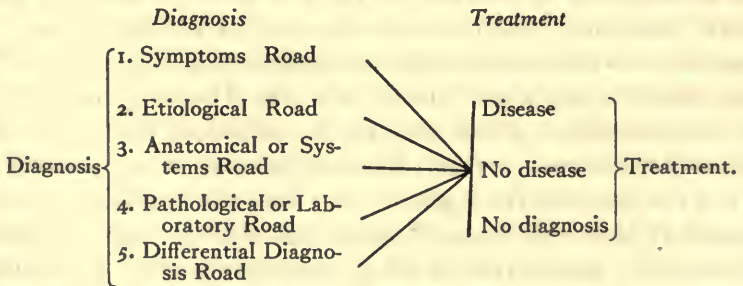 Diagnosis Treatment
1. Symptoms Road
2. Etiological Road
3. Anatomical or Sys-
tems Road
4. Pathological or Lab-
oratory Road
5. Differential Diagno-
sis Road
Diagnosis
Disease
No disease
No diagnosis
Treatment.